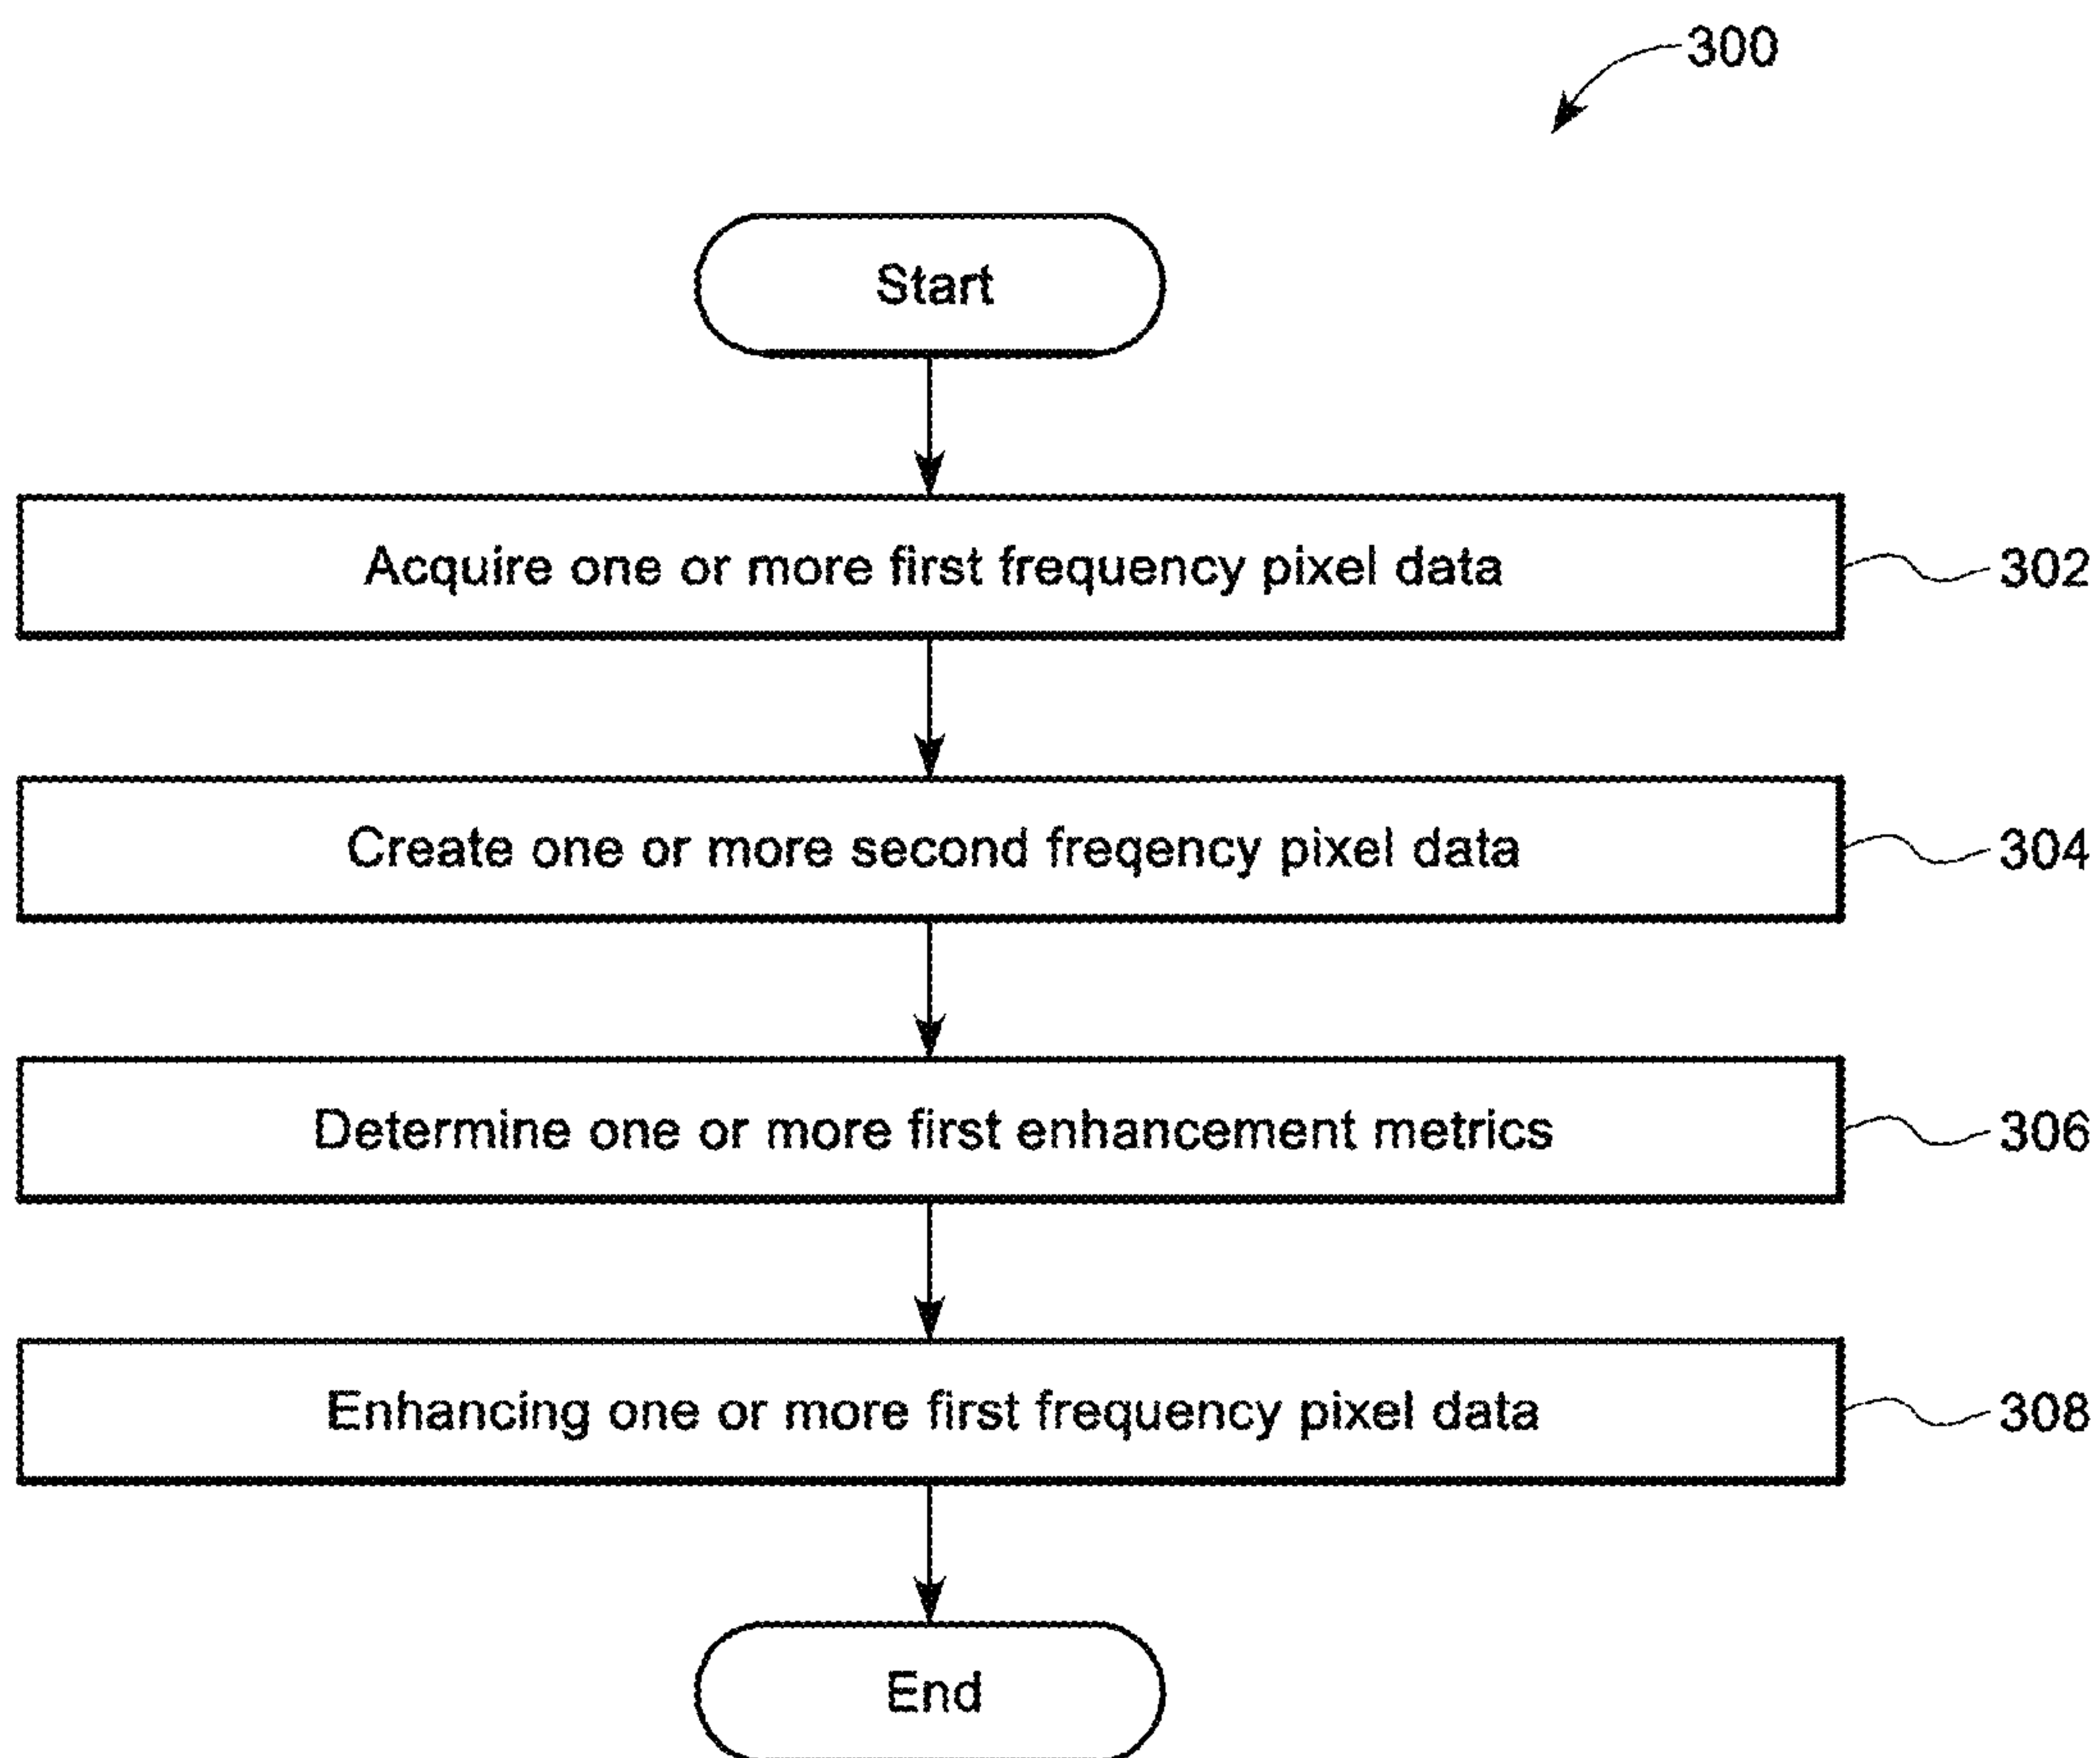 300
Start
Acquire one or more first frequency pixel data
302
Create one or more second freqency pixel data
304
Determine one or more first enhancement metrics
306
Enhancing one or more first frequency pixel data
308
End